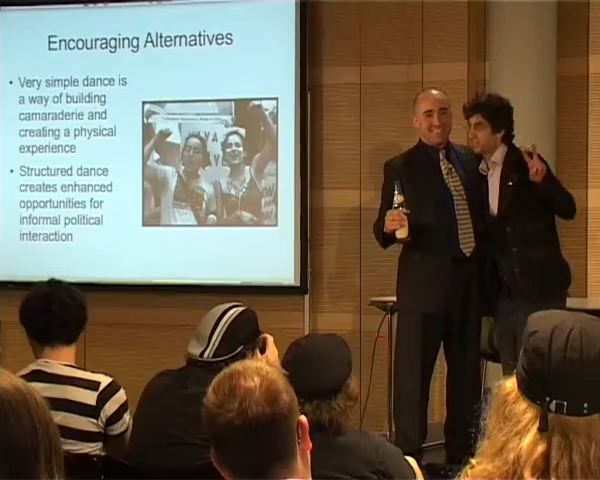 Encouraging Alternatives
• Very simple dance is
a way of building
camaraderie and
creating a physical
experience
• Structured dance
creates enhanced
opportunities for
informal political
interaction